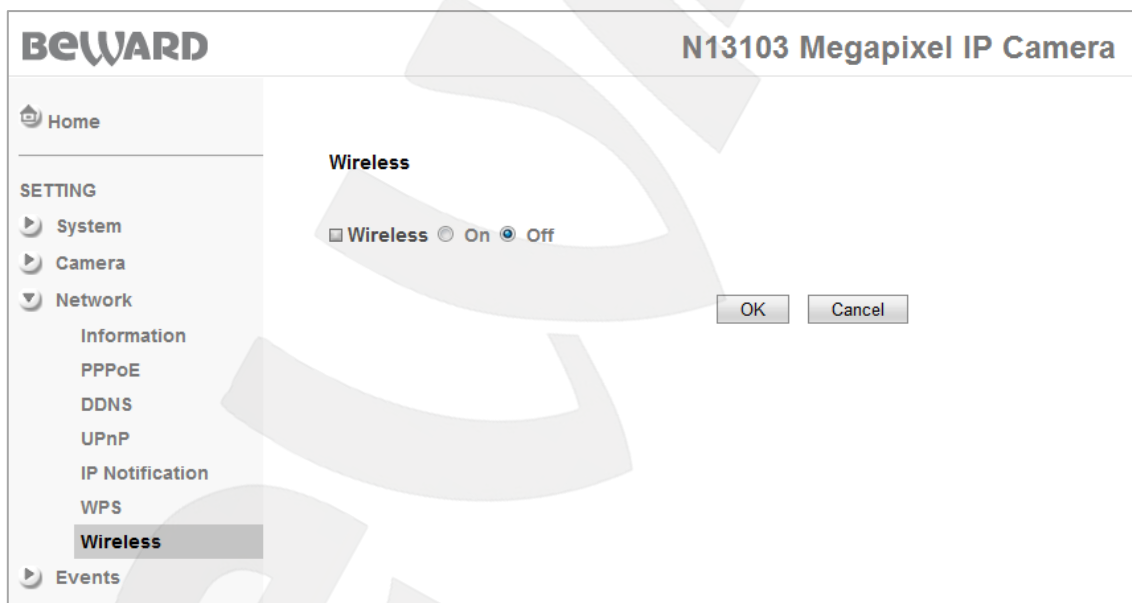 BEWARD
N13103 Megapixel IP Camera
Home
SETTING
System
Camera
Network
Information
PPPoE
DDNS
UPnP
IP Notification
WPS
Wireless
Events
Wireless
Wireless On Off
OK Cancel